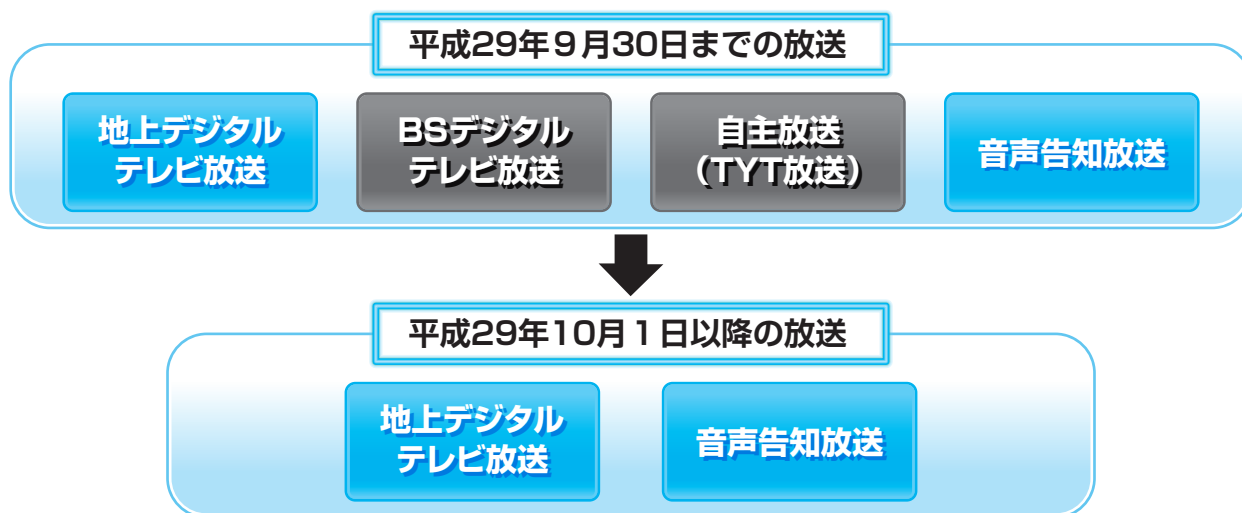 平成29年９月30日までの放送
地上デジタル
テレビ放送
BSデジタル
テレビ放送
自主放送
（TYT放送）
音声告知放送
平成29年10月１日以降の放送
地上デジタル
テレビ放送
音声告知放送